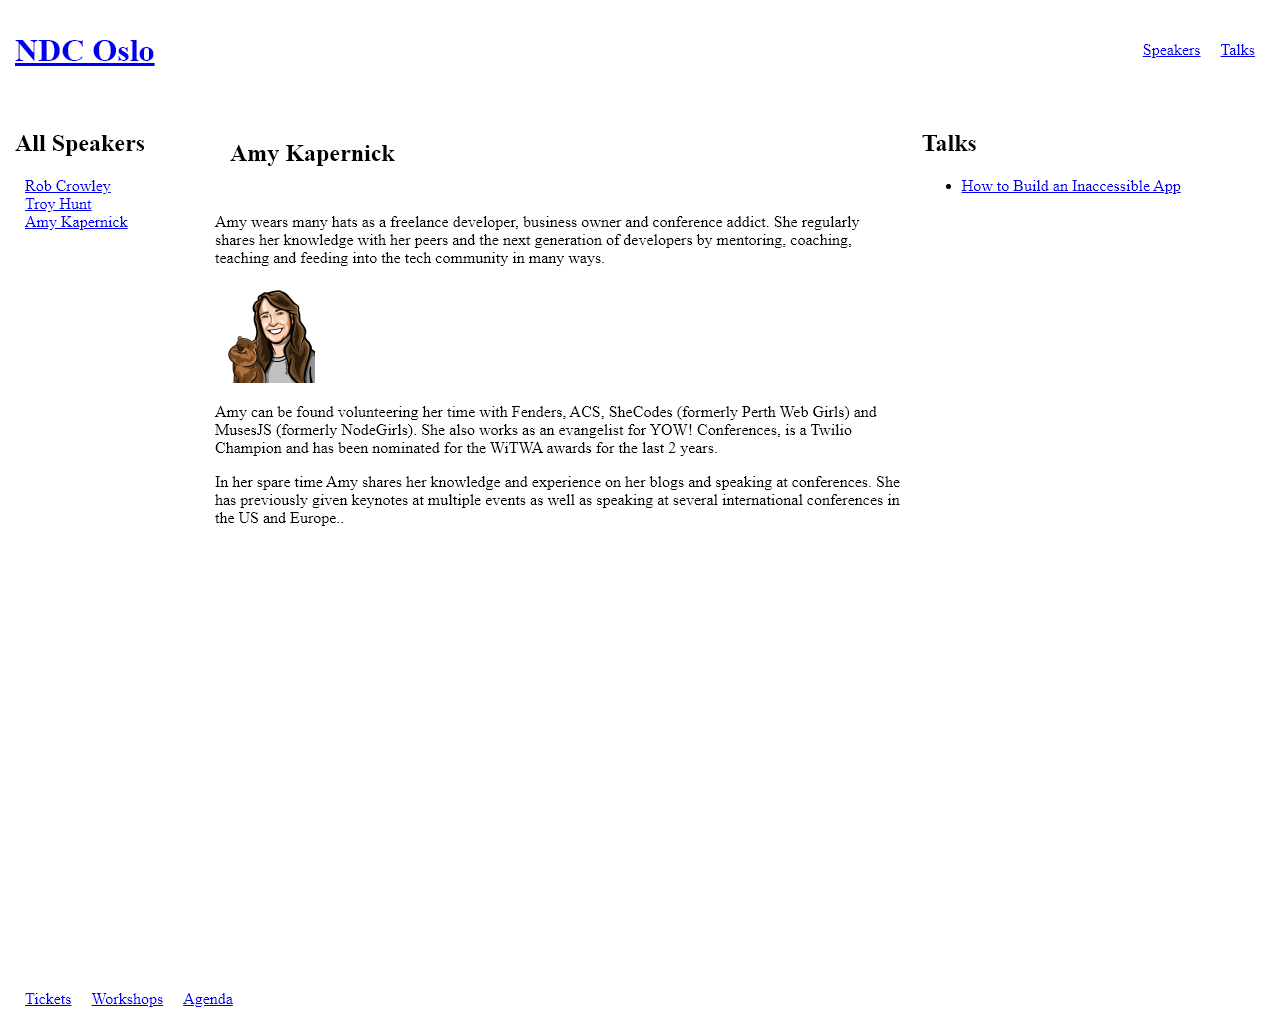 NDC Oslo
Speakers Talks
All Speakers
Rob Crowley
Troy Hunt
Amy Kapernick
Amy Kapernick
Amy wears many hats as a freelance developer, business owner and conference addict. She regularly
shares her knowledge with her peers and the next generation of developers by mentoring, coaching,
teaching and feeding into the tech community in many ways.
Amy can be found volunteering her time with Fenders, ACS, SheCodes (formerly Perth Web Girls) and
MusesJS (formerly NodeGirls). She also works as an evangelist for YOW! Conferences, is a Twilio
Champion and has been nominated for the WiTWA awards for the last 2 years.
In her spare time Amy shares her knowledge and experience on her blogs and speaking at conferences. She
has previously given keynotes at multiple events as well as speaking at several international conferences in
the US and Europe..
Talks
How to Build an Inaccessible App
Tickets Workshops Agenda